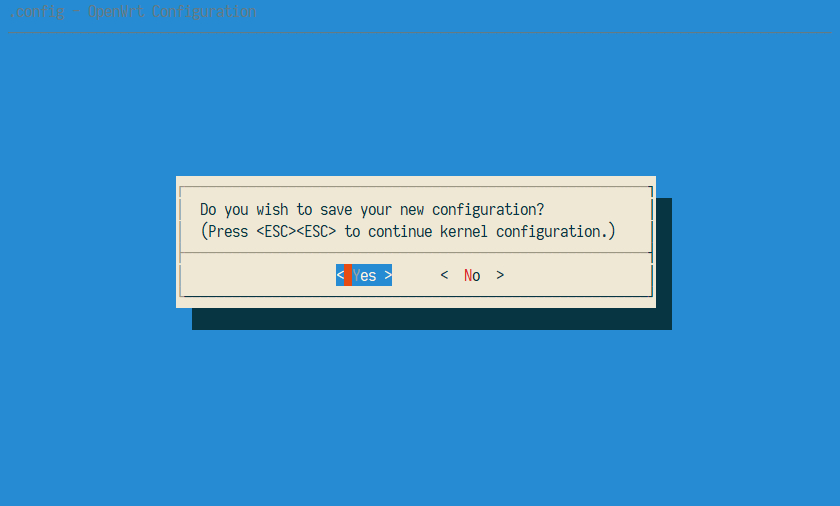 .config - OpenWrt Configuration
Do you wish to save your new configuration?
(Press <ESC><ESC> to continue kernel configuration.)
< Yes > < No >